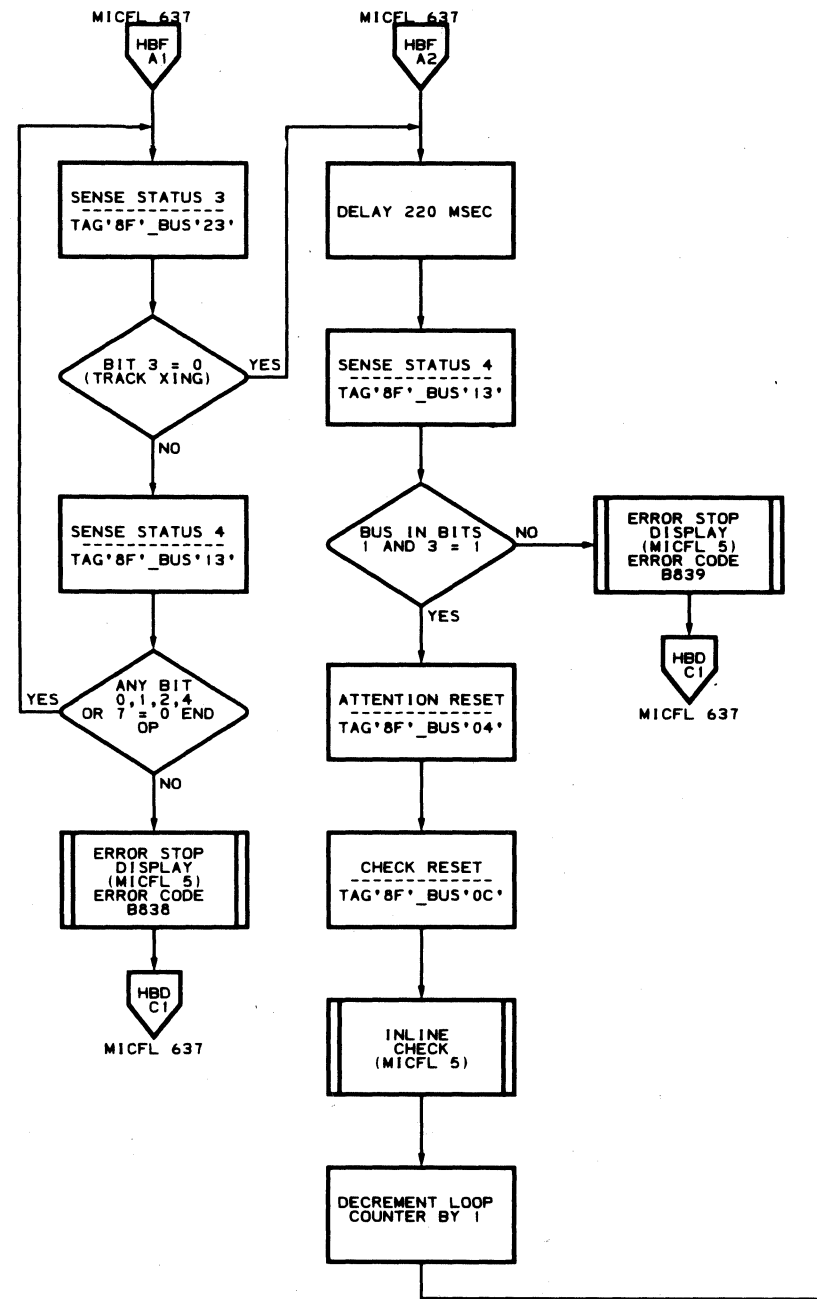 MICFL 637
HBF
A1
SENSE STATUS 3
TAG'8F'_BUS'23'
BIT 3 = 0
(TRACK XING)
YES
NO
SENSE STATUS 4
TAG'8F'_BUS'13'
ANY BIT
0,1,2,4
OR 7 = 0 END
OP
YES
NO
ERROR STOP
DISPLAY
(MICFL 5)
ERROR CODE
B838
HBD
C1
MICFL 637
MICFL 637
HBF
A2
DELAY 220 MSEC
SENSE STATUS 4
TAG'8F'_BUS'13'
BUS IN BITS
1 AND 3 = 1
NO
YES
ERROR STOP
DISPLAY
(MICFL 5)
ERROR CODE
B839
HBD
C1
MICFL 637
ATTENTION RESET
TAG'8F'_BUS'04'
CHECK RESET
TAG'8F'_BUS'0C'
INLINE
CHECK
(MICFL 5)
DECREMENT LOOP
COUNTER BY 1